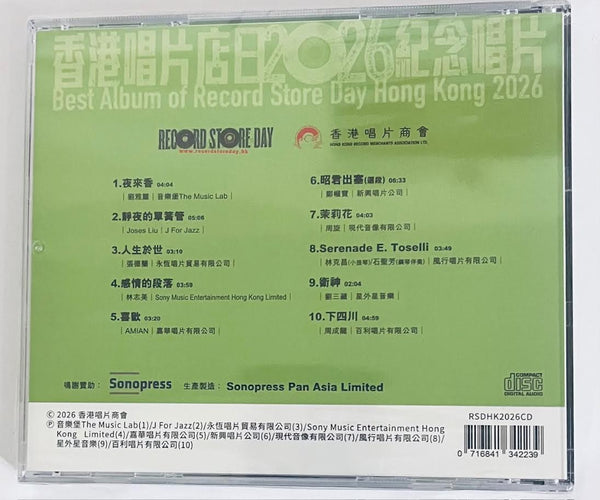 香港唱片店日2026紀念唱片
Best Album of Record Store Day Hong Kong 2026
RECORD STORE DAY
www.recordstoreday.hk
香港唱片商會
HONG KONG RECORD MERCHANTS ASSOCIATION LTD.
1.夜來香 04:04
｜劉雅麗｜音樂堡The Music Lab｜
2.靜夜的單簧管 05:06
｜Joses Liu｜J For Jazz｜
3.人生於世 03:10
｜張德蘭｜永恆唱片貿易有限公司｜
4.感情的段落 03:59
｜林志美｜Sony Music Entertainment Hong Kong Limited｜
5.喜歡 03:20
｜AMIAN｜嘉華唱片有限公司｜
6.昭君出塞(選段) 06:33
｜鄭幗寶｜新興唱片公司｜
7.茉莉花 04:03
｜周旋｜現代音像有限公司｜
8.Serenade E. Toselli 03:49
｜林克昌(小提琴)/石聖芳(鋼琴伴奏)｜風行唱片有限公司｜
9.衛神 02:04
｜劉三藏｜星外星音樂｜
10.下四川 04:59
｜周成龍｜百利唱片有限公司｜
鳴謝贊助： Sonopress 生產製造： Sonopress Pan Asia Limited
COMPACT
disc
DIGITAL AUDIO
© 2026 香港唱片商會
℗ 音樂堡The Music Lab(1)/J For Jazz(2)/永恆唱片貿易有限公司(3)/Sony Music Entertainment Hong
Kong Limited(4)/嘉華唱片有限公司(5)/新興唱片公司(6)/現代音像有限公司(7)/風行唱片有限公司(8)/
星外星音樂(9)/百利唱片有限公司(10)
RSDHK2026CD
0 716841 342239